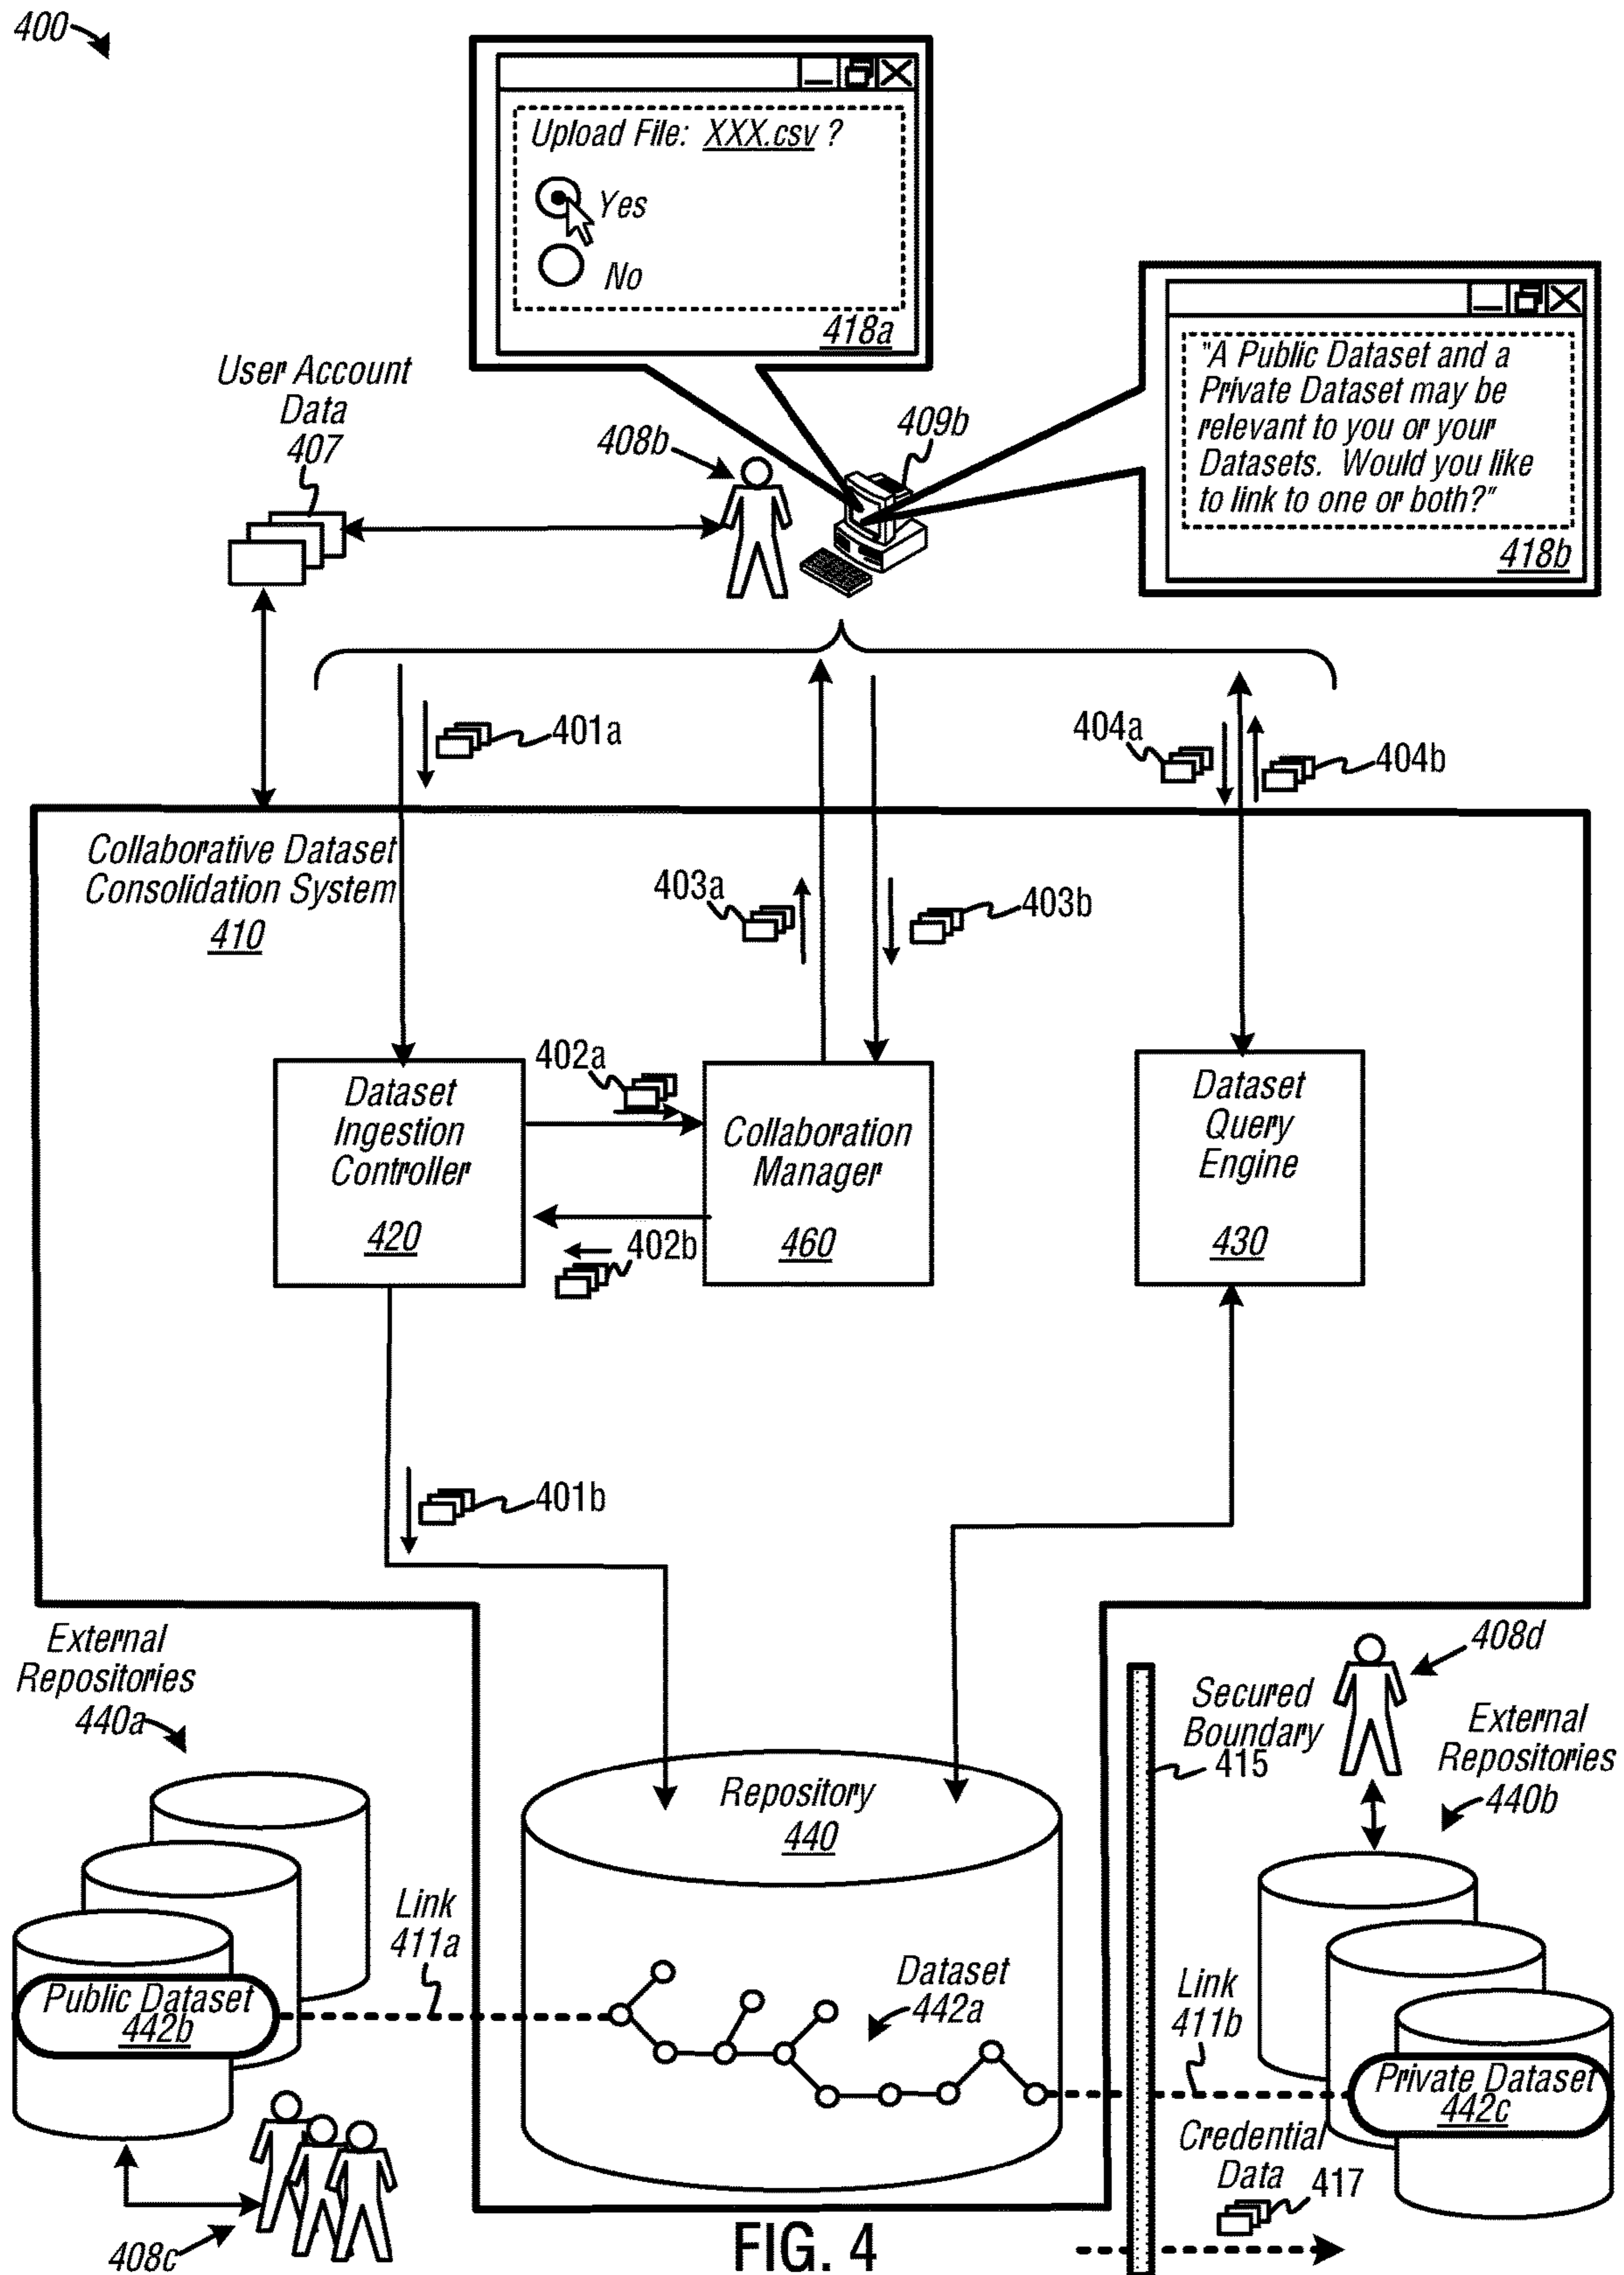 400
Upload File: XXX.csv ?
Yes
No
418a
"A Public Dataset and a
Private Dataset may be
relevant to you or your
Datasets. Would you like
to link to one or both?"
418b
User Account
Data
407
408b
409b
401a
404a
404b
Collaborative Dataset
Consolidation System
410
403a
403b
402a
Dataset
Ingestion
Controller
420
Collaboration
Manager
460
Dataset
Query
Engine
430
402b
401b
External
Repositories
440a
408d
Secured
Boundary
415
External
Repositories
440b
Repository
440
Link
411a
Dataset
442a
Public Dataset
442b
Link
411b
Private Dataset
442c
Credential
Data
417
408c
FIG. 4